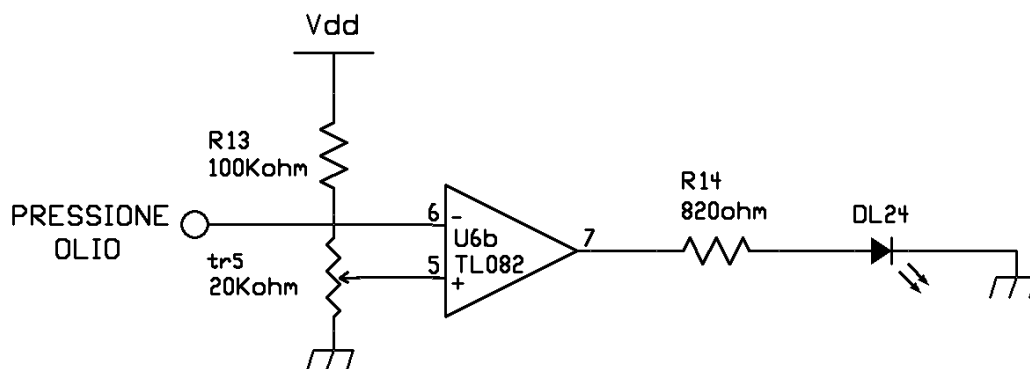 Vdd
R13
100Kohm
PRESSIONE
OLIO
tr5
20Kohm
6
-
U6b
5
TL082
+
7
R14
820ohm
DL24